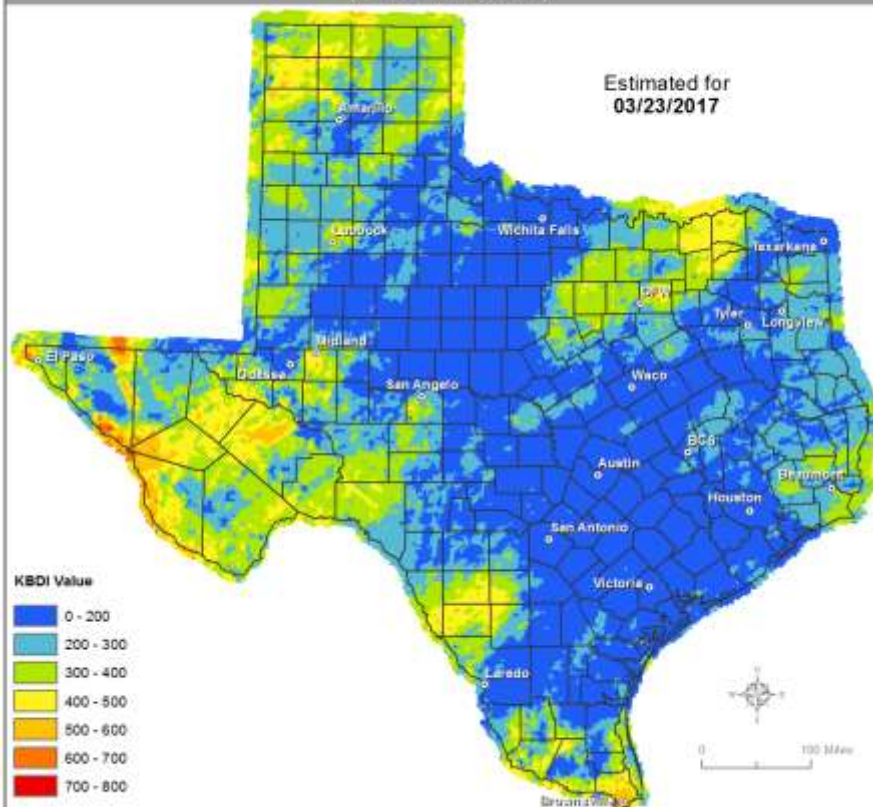 Estimated for
03/23/2017
Amarillo
Lubbock
Wichita Falls
Texarkana
DFW
Tyler
Longview
El Paso
Midland
Odessa
San Angelo
Waco
BCS
Austin
Beaumont
Houston
San Antonio
Victoria
Laredo
Brownsville
KBDI Value
0 - 200
200 - 300
300 - 400
400 - 500
500 - 600
600 - 700
700 - 800
0 100 Miles